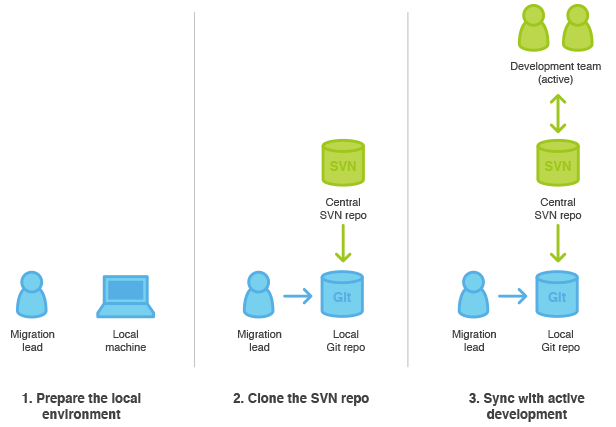 Migration
lead
Local
machine
1. Prepare the local
environment
SVN
Central
SVN repo
Git
Migration
lead
Local
Git repo
2. Clone the SVN repo
Development team
(active)
SVN
Central
SVN repo
Git
Migration
lead
Local
Git repo
3. Sync with active
development